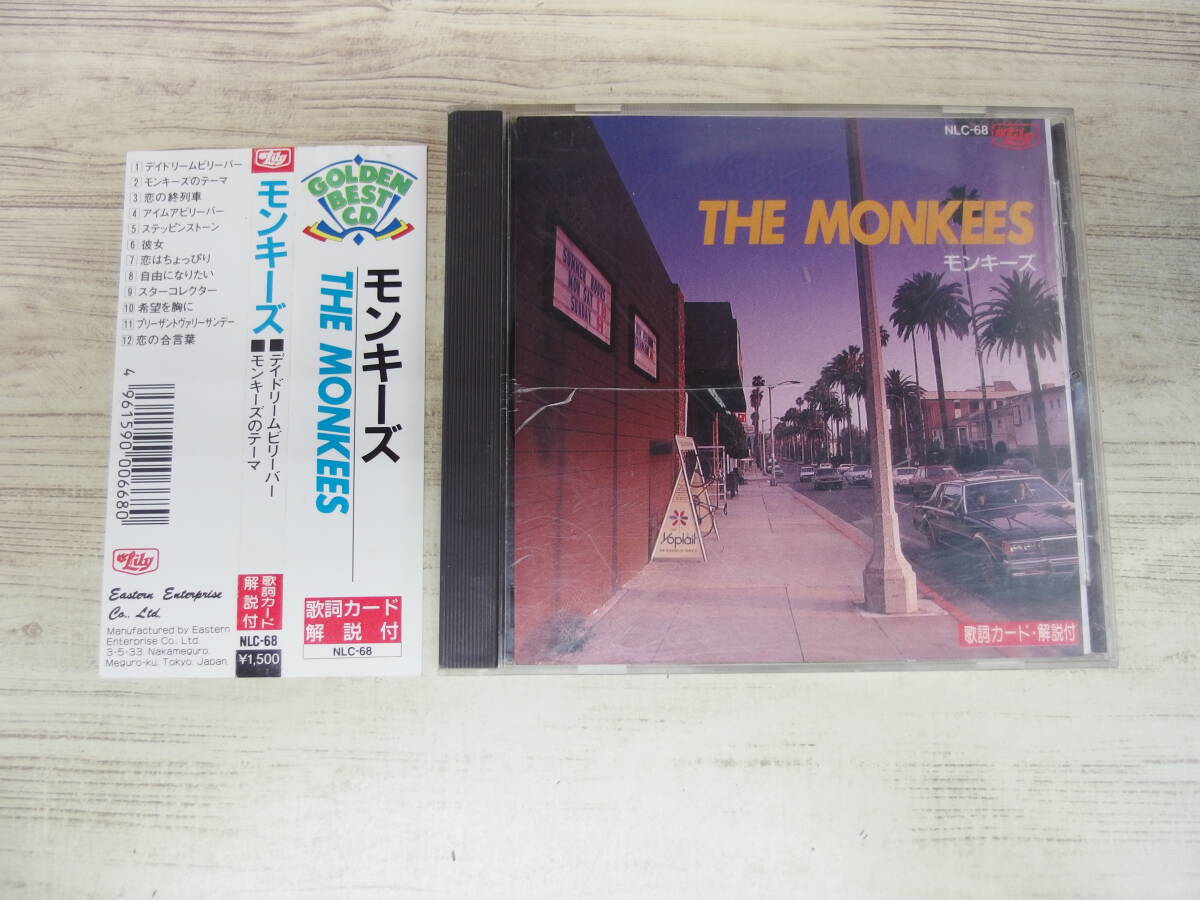 1 デイドリームビリーバー
2 モンキーズのテーマ
3 恋の終列車
4 アイムアビリーバー
5 ステッピンストーン
6 彼女
7 恋はちょっぴり
8 自由になりたい
9 スターコレクター
10 希望を胸に
11 プリーザントヴァリーサンデー
12 恋の合言葉
4 961590 006680
Lily
Eastern Enterprise
Co., Ltd.
Manufactured by Eastern
Enterorise Co., Ltd.
3-5-33, Nakameguro,
Meguro-ku, Tokyo, Japan.
Lily
モンキーズ
■デイドリームビリーバー
■モンキーズのテーマ
歌詞カード
解説付
NLC-68
¥1,500
GOLDEN
BEST
CD
モンキーズ
THE MONKEES
歌詞カード
解説付
NLC-68
NLC-68
Lily
THE MONKEES
モンキーズ
SUMMER HOURS
MON SAT
SUNDAY
Yoplait
歌詞カード・解説付